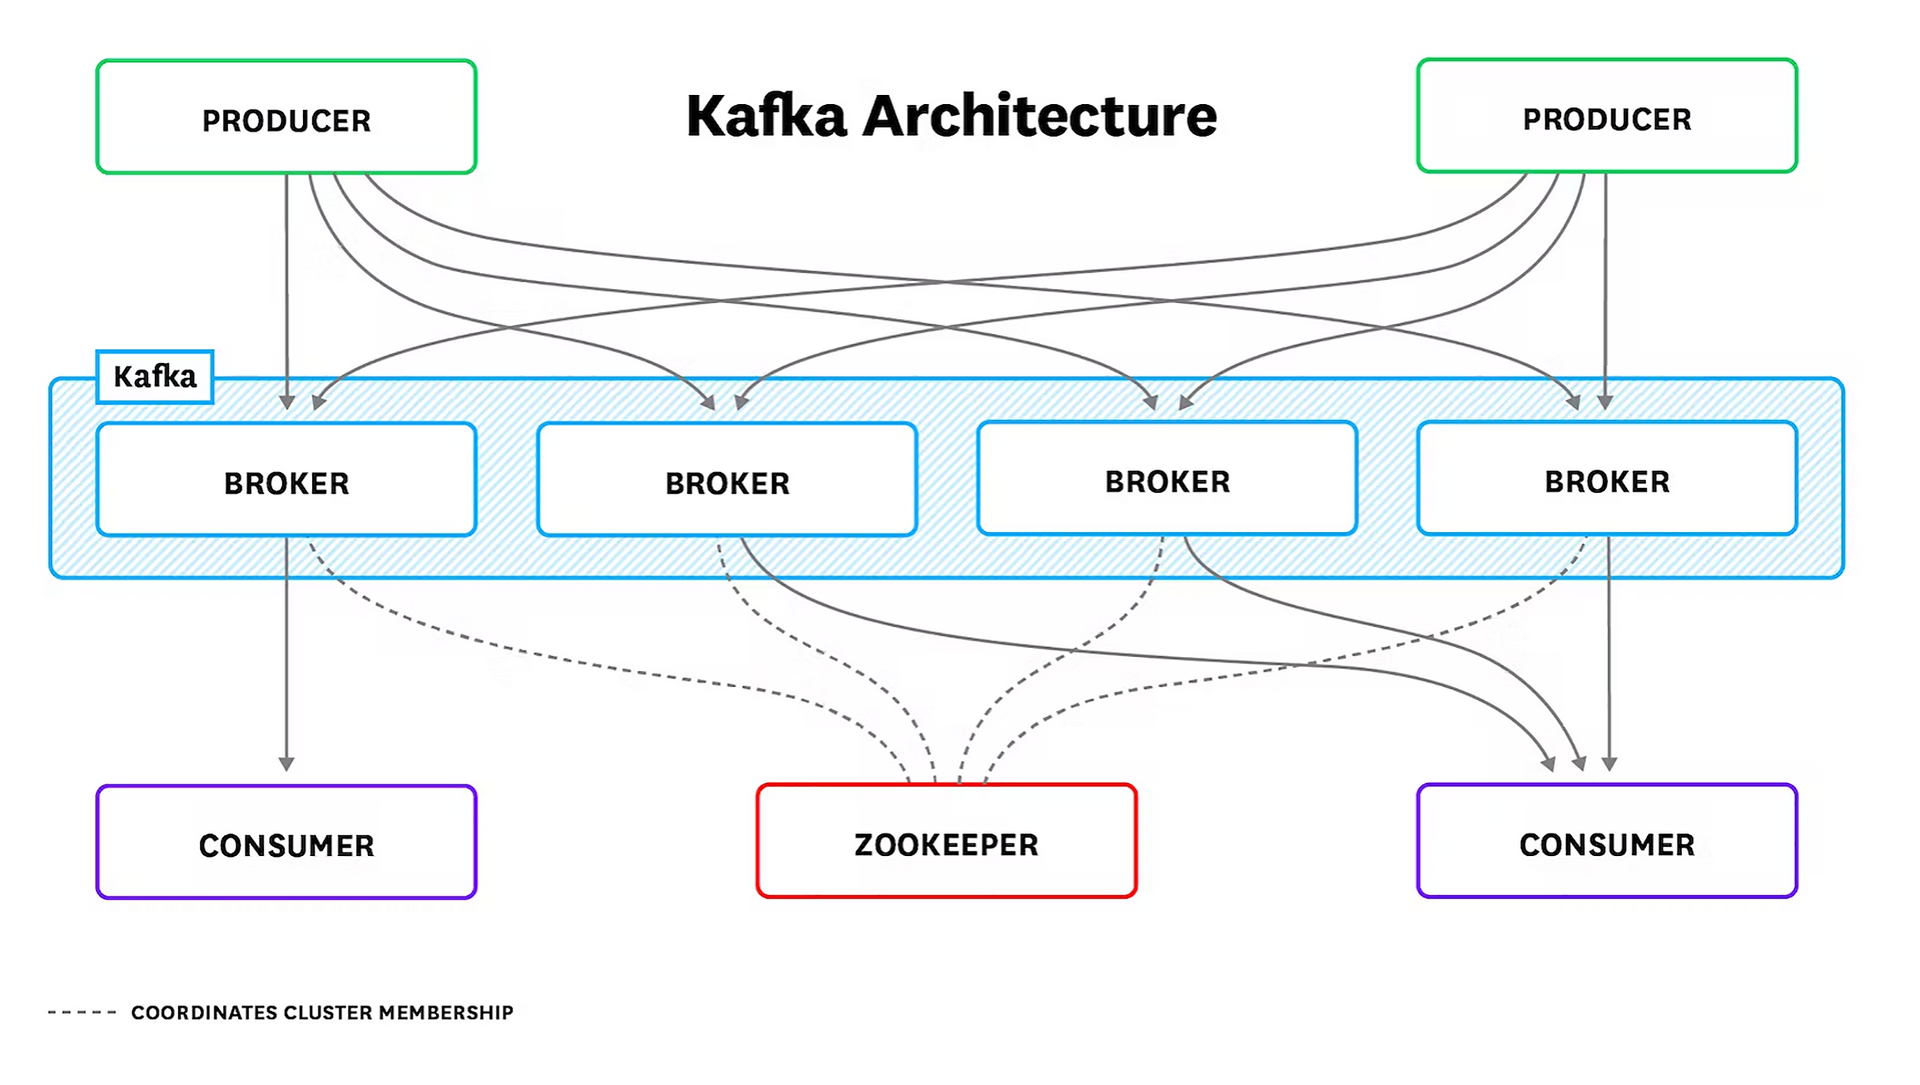 PRODUCER
Kafka Architecture
PRODUCER
Kafka
BROKER
BROKER
BROKER
BROKER
CONSUMER
ZOOKEEPER
CONSUMER
COORDINATES CLUSTER MEMBERSHIP